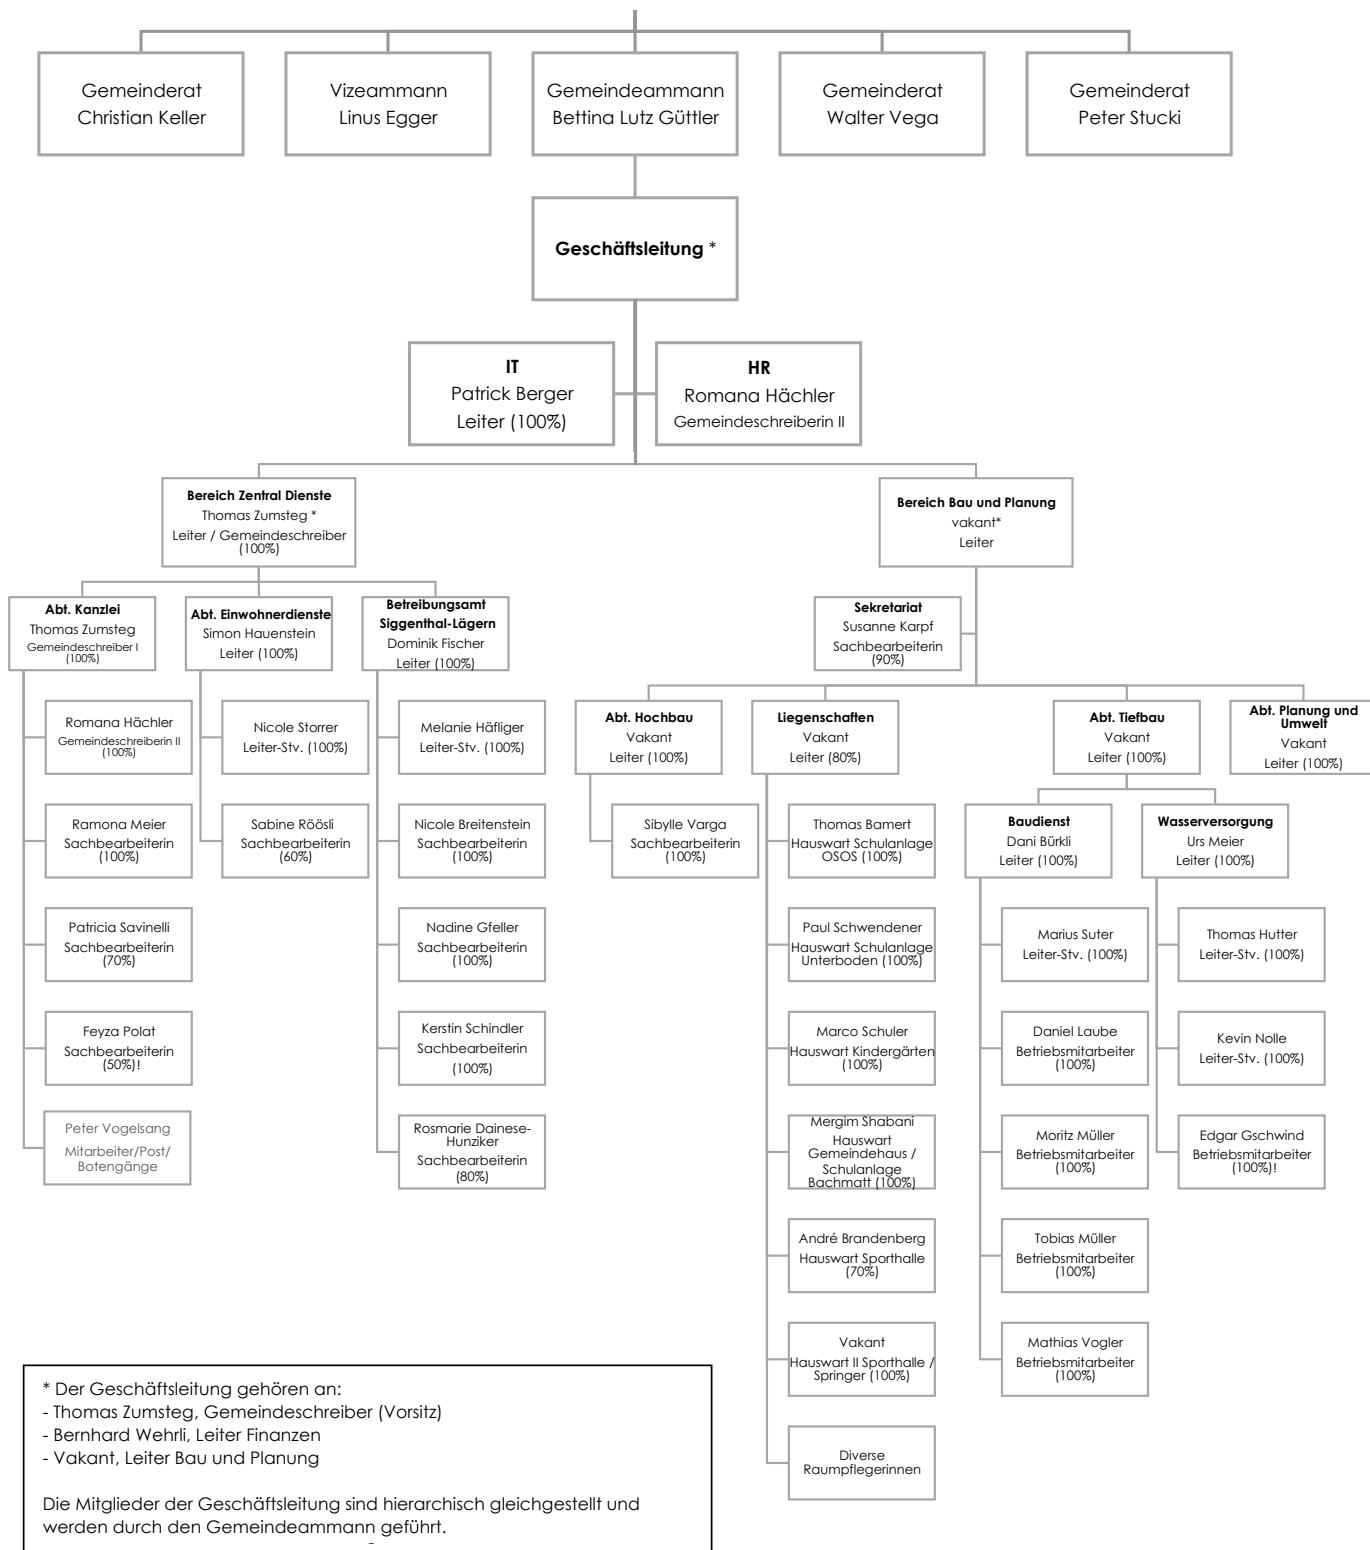 Gemeinderat
Christian Keller
Vizeammann
Linus Egger
Gemeindeammann
Bettina Lutz Güttler
Gemeinderat
Walter Vega
Gemeinderat
Peter Stucki
Geschäftsleitung *
IT
Patrick Berger
Leiter (100%)
HR
Romana Hächler
Gemeindeschreiberin II
Bereich Zentral Dienste
Thomas Zumsteg *
Leiter / Gemeindeschreiber
(100%)
Bereich Bau und Planung
vakant*
Leiter
Abt. Kanzlei
Thomas Zumsteg
Gemeindeschreiber I
(100%)
Abt. Einwohnerdienste
Simon Hauenstein
Leiter (100%)
Betreibungsamt
Siggenthal-Lägern
Dominik Fischer
Leiter (100%)
Sekretariat
Susanne Karpf
Sachbearbeiterin
(90%)
Romana Hächler
Gemeindeschreiberin II
(100%)
Ramona Meier
Sachbearbeiterin
(100%)
Patricia Savinelli
Sachbearbeiterin
(70%)
Feyza Polat
Sachbearbeiterin
(50%)!
Peter Vogelsang
Mitarbeiter/Post/
Botengänge
Nicole Storrer
Leiter-Stv. (100%)
Sabine Röösli
Sachbearbeiterin
(60%)
Melanie Häfliger
Leiter-Stv. (100%)
Nicole Breitenstein
Sachbearbeiterin
(100%)
Nadine Gfeller
Sachbearbeiterin
(100%)
Kerstin Schindler
Sachbearbeiterin
(100%)
Rosmarie Dainese-
Hunziker
Sachbearbeiterin
(80%)
Abt. Hochbau
Vakant
Leiter (100%)
Sibylle Varga
Sachbearbeiterin
(100%)
Liegenschaften
Vakant
Leiter (80%)
Thomas Bamert
Hauswart Schulanlage
OSOS (100%)
Paul Schwendener
Hauswart Schulanlage
Unterboden (100%)
Marco Schuler
Hauswart Kindergärten
(100%)
Mergim Shabani
Hauswart
Gemeindehaus /
Schulanlage
Bachmatt (100%)
André Brandenberg
Hauswart Sporthalle
(70%)
Vakant
Hauswart II Sporthalle /
Springer (100%)
Diverse
Raumpflegerinnen
Abt. Tiefbau
Vakant
Leiter (100%)
Baudienst
Dani Bürkli
Leiter (100%)
Marius Suter
Leiter-Stv. (100%)
Daniel Laube
Betriebsmitarbeiter
(100%)
Moritz Müller
Betriebsmitarbeiter
(100%)
Tobias Müller
Betriebsmitarbeiter
(100%)
Mathias Vogler
Betriebsmitarbeiter
(100%)
Wasserversorgung
Urs Meier
Leiter (100%)
Thomas Hutter
Leiter-Stv. (100%)
Kevin Nolle
Leiter-Stv. (100%)
Edgar Gschwind
Betriebsmitarbeiter
(100%)!
Abt. Planung und
Umwelt
Vakant
Leiter (100%)
* Der Geschäftsleitung gehören an:
- Thomas Zumsteg, Gemeindeschreiber (Vorsitz)
- Bernhard Wehrli, Leiter Finanzen
- Vakant, Leiter Bau und Planung
Die Mitglieder der Geschäftsleitung sind hierarchisch gleichgestellt und
werden durch den Gemeindeammann geführt.